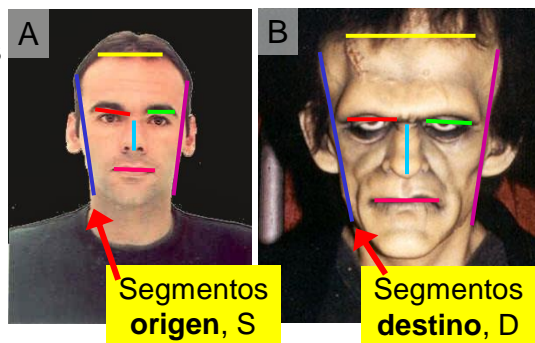 A
B
Segmentos
origen, S
Segmentos
destino, D